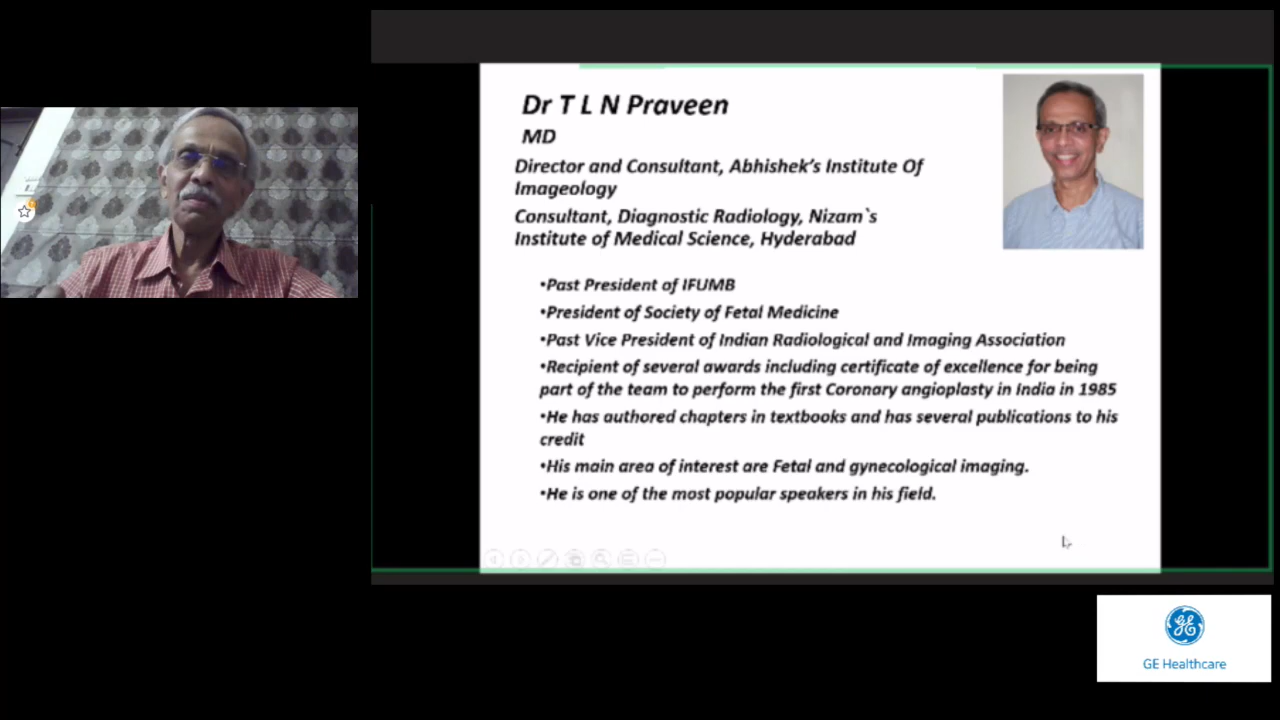 Dr T L N Praveen
MD
Director and Consultant, Abhishek's Institute Of
Imageology
Consultant, Diagnostic Radiology, Nizam`s
Institute of Medical Science, Hyderabad
•Past President of IFUMB
•President of Society of Fetal Medicine
•Past Vice President of Indian Radiological and Imaging Association
•Recipient of several awards including certificate of excellence for being
part of the team to perform the first Coronary angioplasty in India in 1985
•He has authored chapters in textbooks and has several publications to his
credit
•His main area of interest are Fetal and gynecological imaging.
•He is one of the most popular speakers in his field.
GE
GE Healthcare